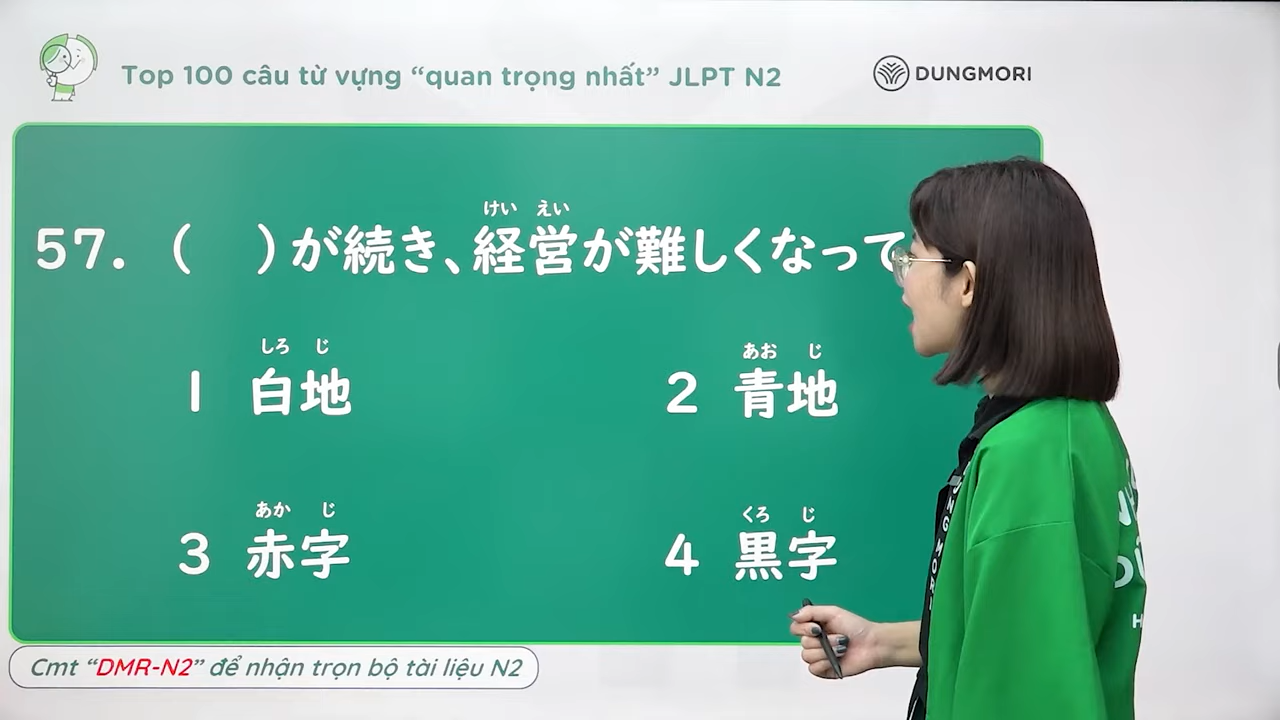 Top 100 câu từ vựng “quan trọng nhất” JLPT N2
DUNGMORI
けい えい
57. (　)が続き、経営が難しくなって
しろ じ
1 白地
あお じ
2 青地
あか じ
3 赤字
くろ じ
4 黒字
Cmt “DMR-N2” để nhận trọn bộ tài liệu N2